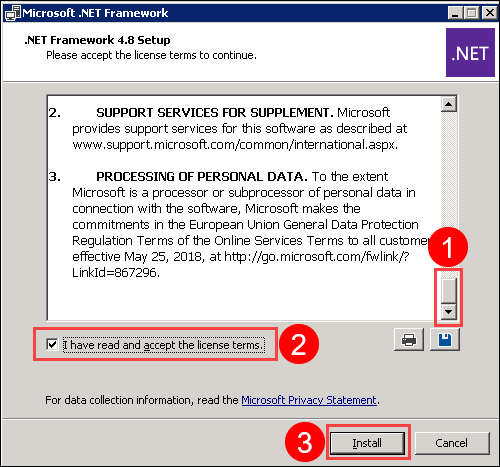 Microsoft .NET Framework
.NET Framework 4.8 Setup
Please accept the license terms to continue.
.NET
2. SUPPORT SERVICES FOR SUPPLEMENT. Microsoft
provides support services for this software as described at
www.support.microsoft.com/common/international.aspx.
3. PROCESSING OF PERSONAL DATA. To the extent
Microsoft is a processor or subprocessor of personal data in
connection with the software, Microsoft makes the
commitments in the European Union General Data Protection
Regulation Terms of the Online Services Terms to all customers
effective May 25, 2018, at http://go.microsoft.com/fwlink/?
LinkId=867296.
1
I have read and accept the license terms.
2
For data collection information, read the Microsoft Privacy Statement.
3
Install
Cancel